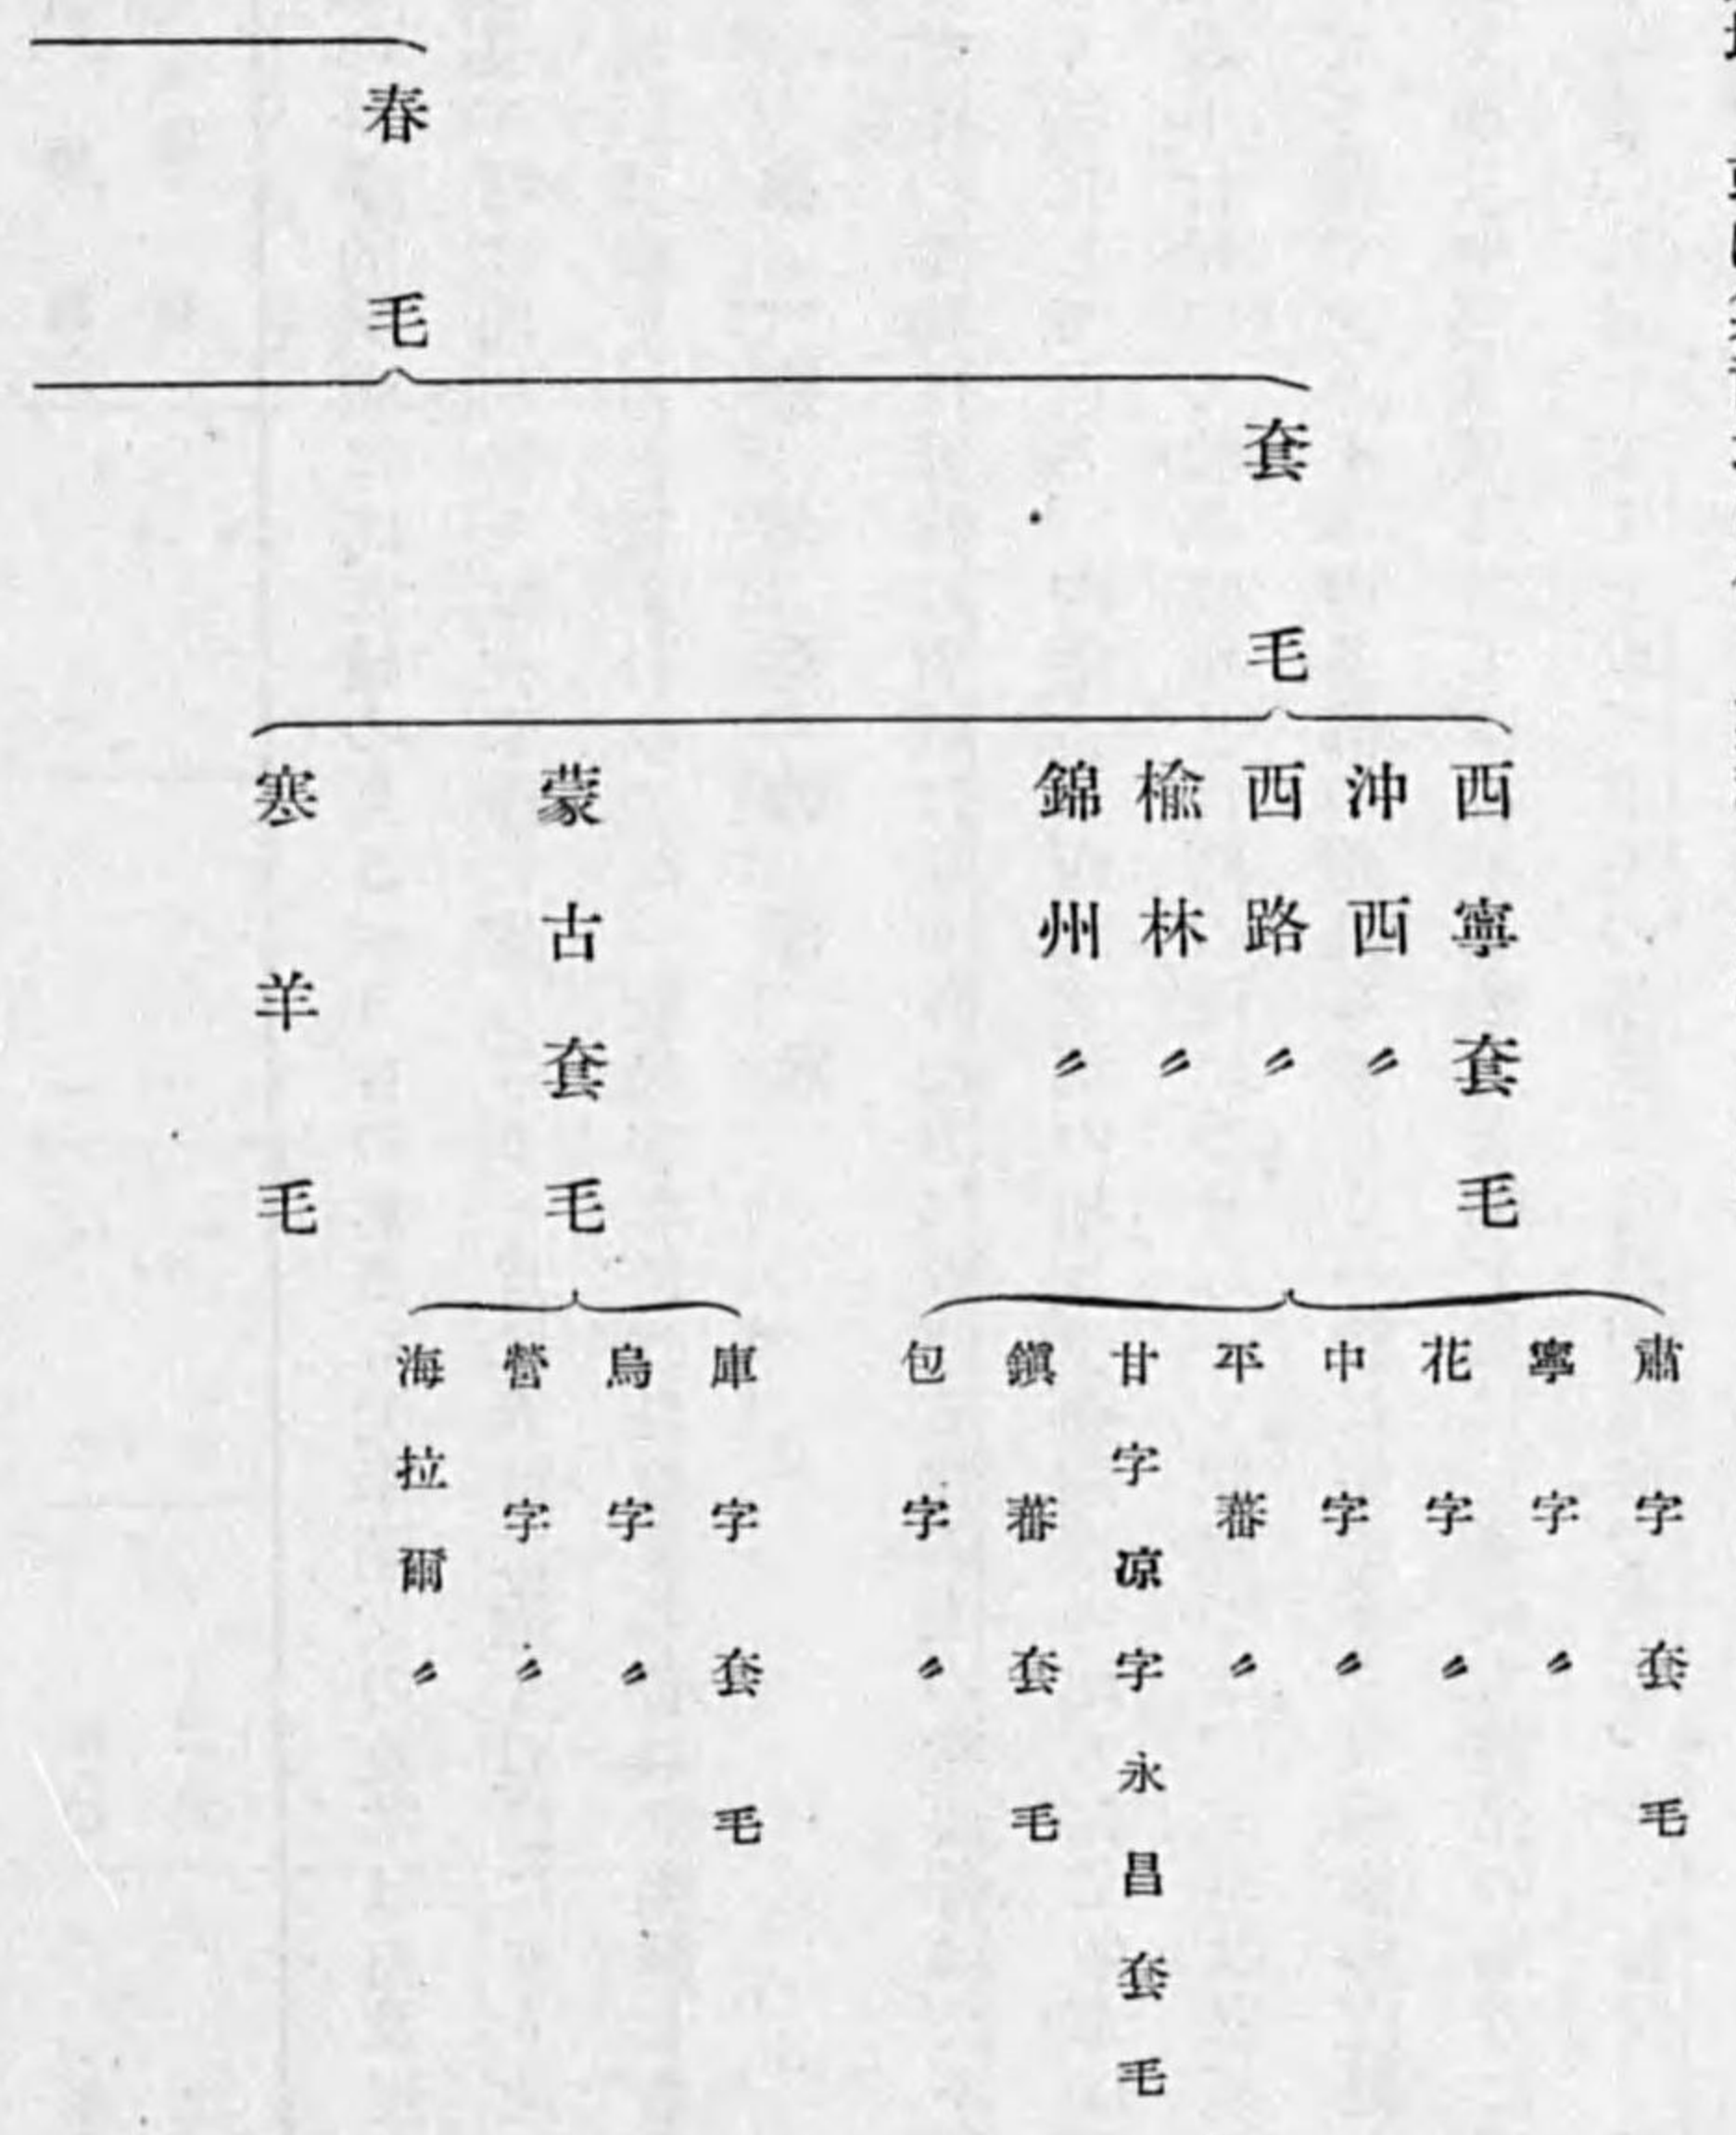 春毛
套毛
西寧套毛
沖西〃
西路〃
楡林〃
錦州〃
蒙古套毛
寒羊毛
肅字套毛
寧字〃
花字〃
中字〃
平蕃〃
甘字凉字永昌套毛
鎭蕃套毛
包字〃
庫字套毛
烏字〃
營字〃
海拉爾〃